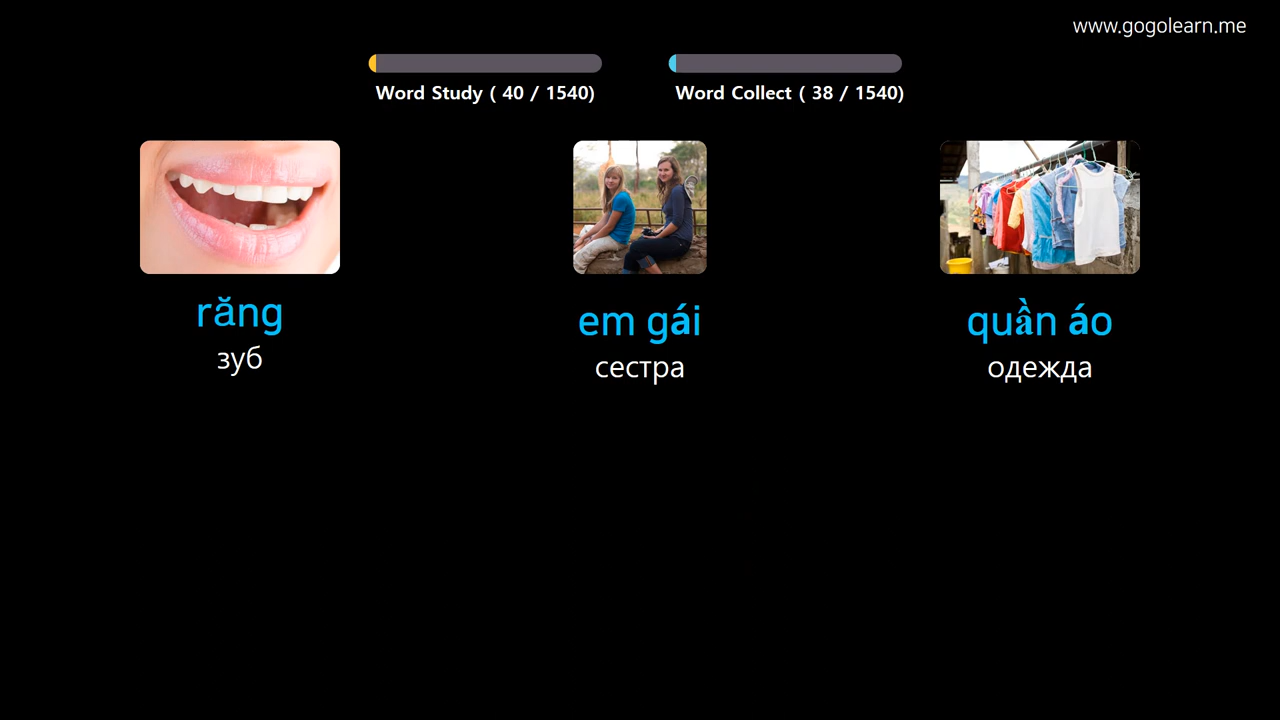 www.gogolearn.me
Word Study ( 40 / 1540)
Word Collect ( 38 / 1540)
răng
зуб
em gái
сестра
quần áo
одежда